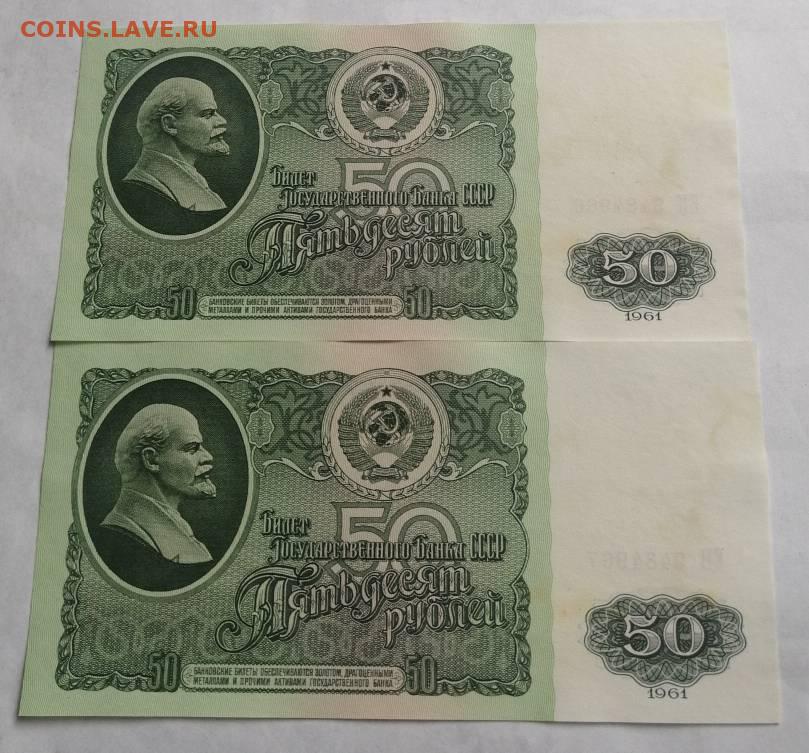 COINS.LAVE.RU
Билет
Государственного Банка СССР
50
Пятьдесят
рублей
50
БАНКОВСКИЕ БИЛЕТЫ ОБЕСПЕЧИВАЮТСЯ ЗОЛОТОМ, ДРАГОЦЕННЫМИ
МЕТАЛЛАМИ И ПРОЧИМИ АКТИВАМИ ГОСУДАРСТВЕННОГО БАНКА
50
50
1961
Билет
Государственного Банка СССР
50
Пятьдесят
рублей
50
БАНКОВСКИЕ БИЛЕТЫ ОБЕСПЕЧИВАЮТСЯ ЗОЛОТОМ, ДРАГОЦЕННЫМИ
МЕТАЛЛАМИ И ПРОЧИМИ АКТИВАМИ ГОСУДАРСТВЕННОГО БАНКА
50
50
1961